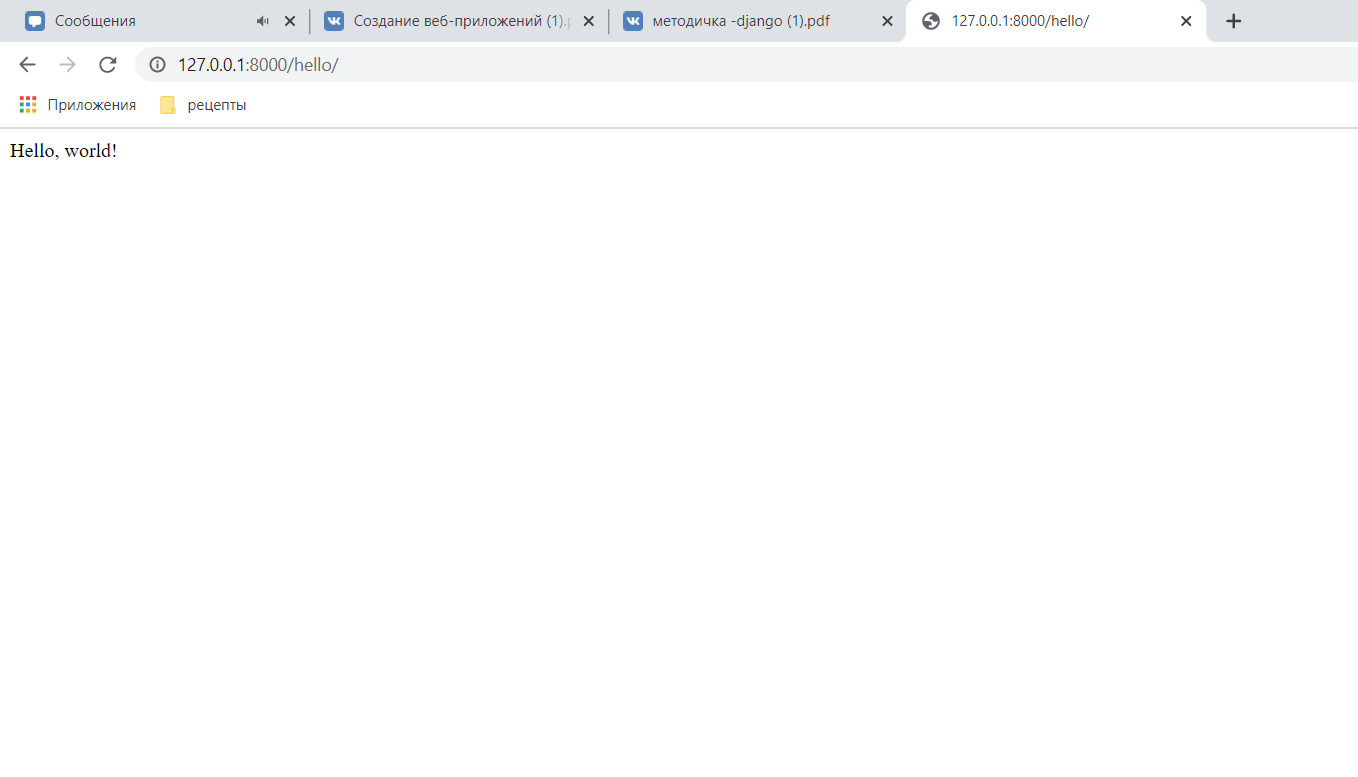 Сообщения
Создание веб-приложений (1).p
методичка -django (1).pdf
127.0.0.1:8000/hello/
127.0.0.1:8000/hello/
Приложения
рецепты
Hello, world!